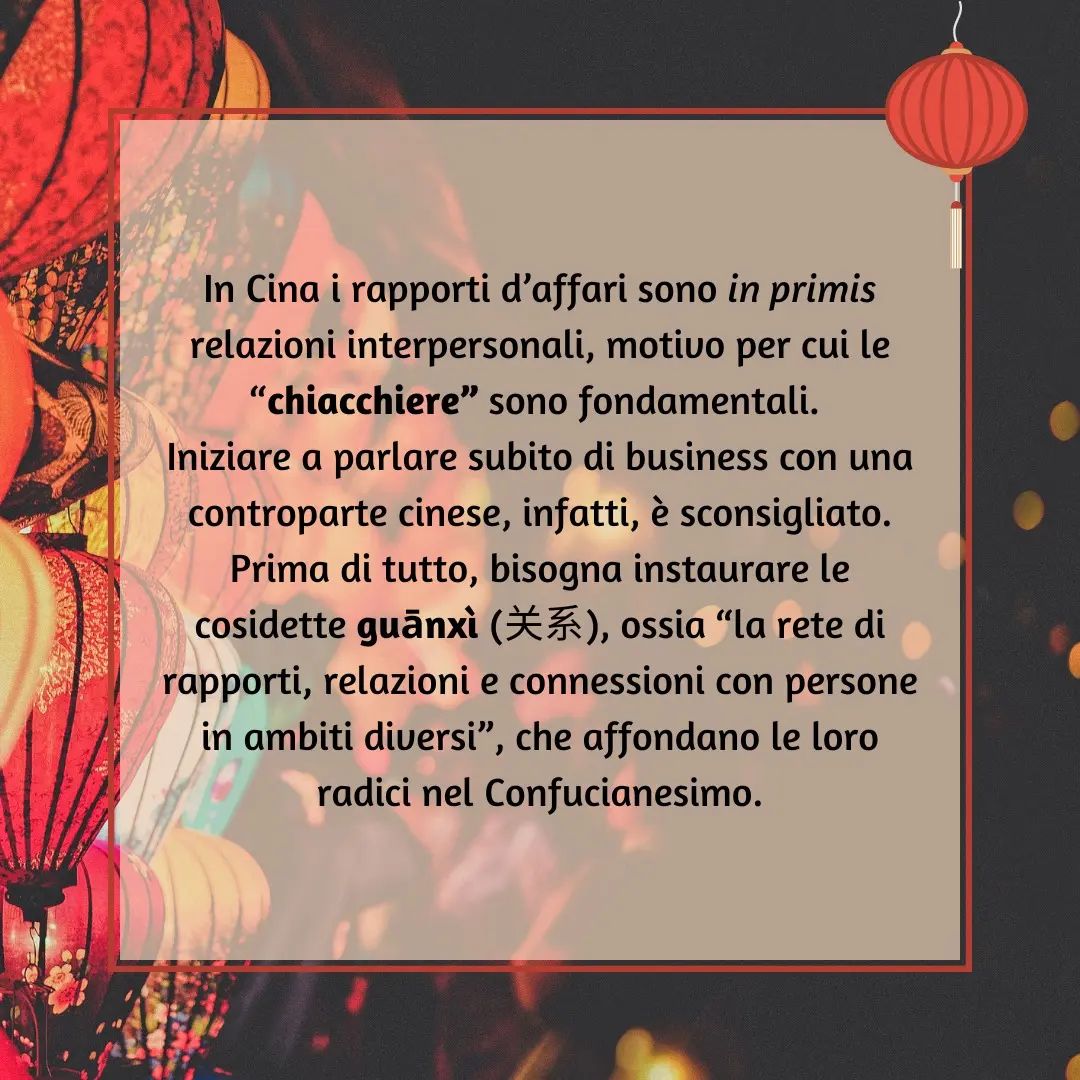 In Cina i rapporti d’affari sono in primis
relazioni interpersonali, motivo per cui le
“chiacchiere” sono fondamentali.
Iniziare a parlare subito di business con una
controparte cinese, infatti, è sconsigliato.
Prima di tutto, bisogna instaurare le
cosidette guānxì (关系), ossia “la rete di
rapporti, relazioni e connessioni con persone
in ambiti diversi”, che affondano le loro
radici nel Confucianesimo.